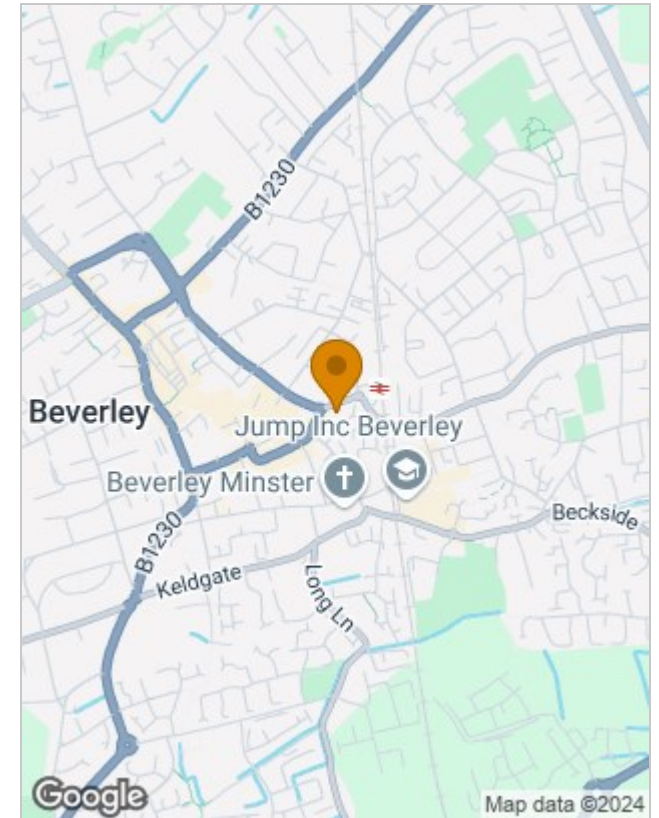 B1230
Beverley
Jump Inc Beverley
Beverley Minster
Beckside
B1230
Keldgate
Long Ln
Google
Map data ©2024